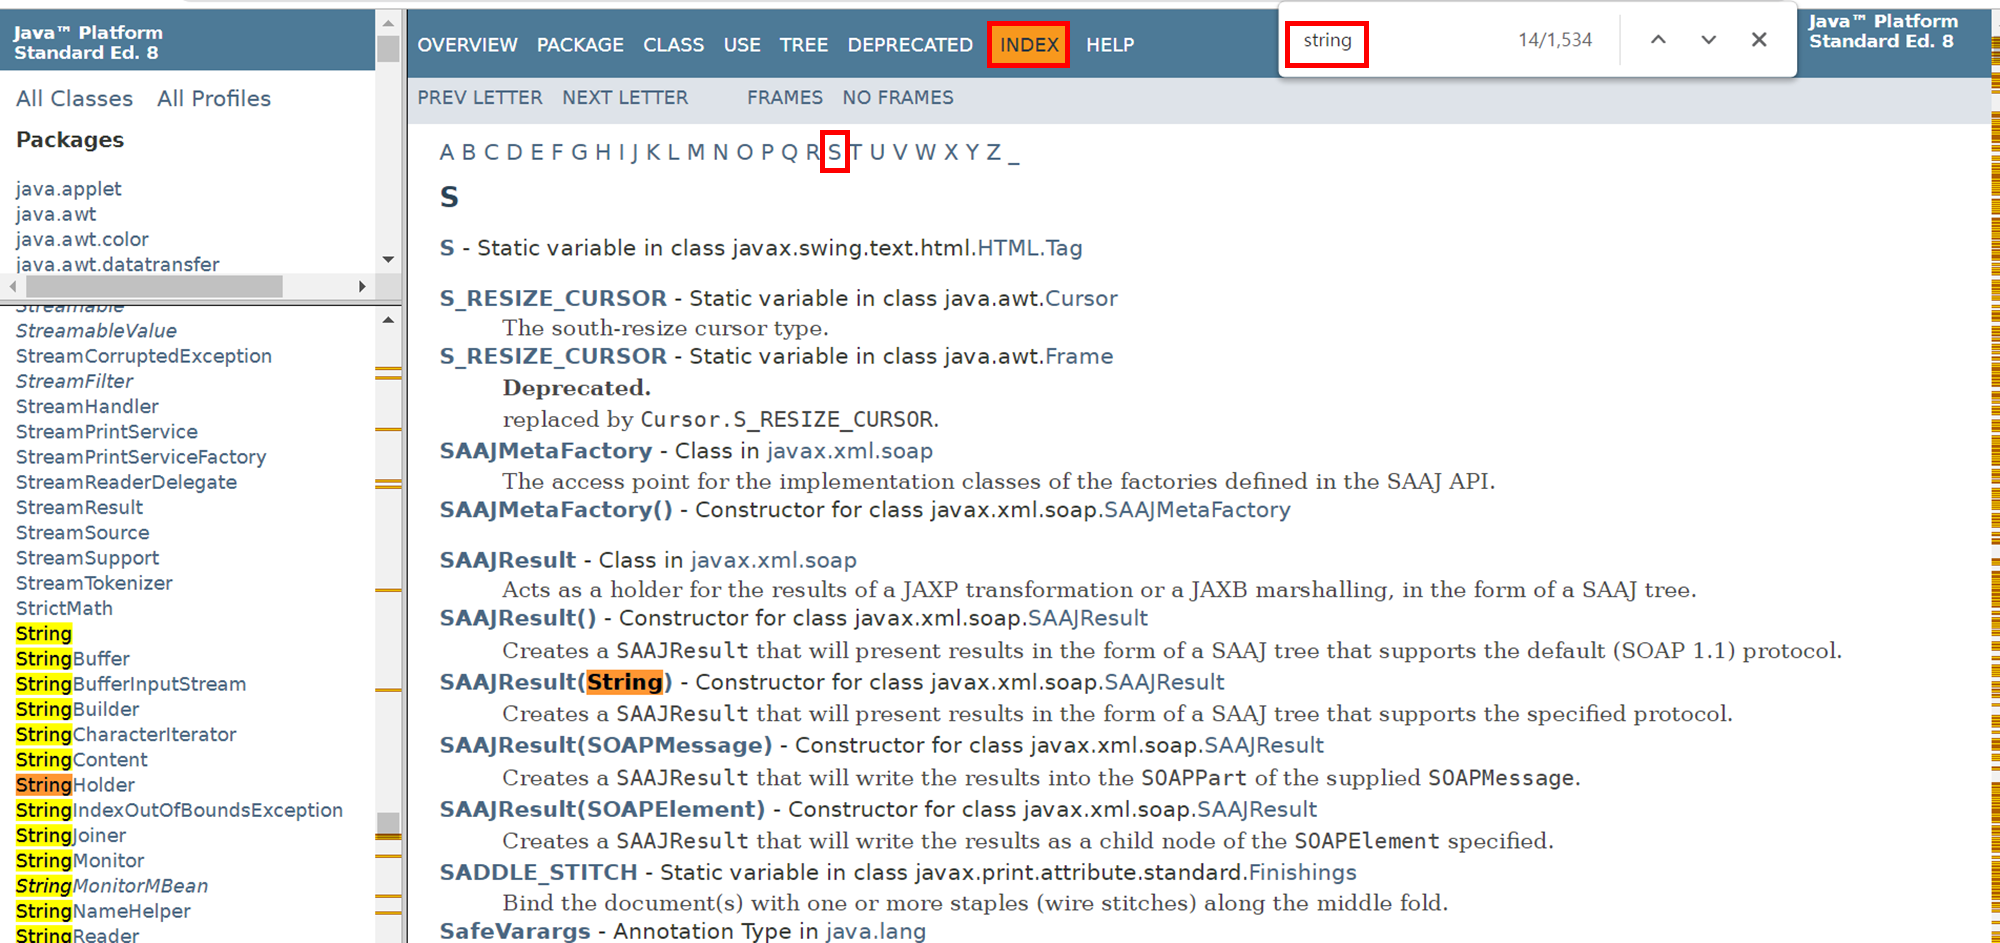 Java™ Platform
Standard Ed. 8
All Classes All Profiles
Packages
java.applet
java.awt
java.awt.color
java.awt.datatransfer
Streamable
StreamableValue
StreamCorruptedException
StreamFilter
StreamHandler
StreamPrintService
StreamPrintServiceFactory
StreamReaderDelegate
StreamResult
StreamSource
StreamSupport
StreamTokenizer
StrictMath
String
StringBuffer
StringBufferInputStream
StringBuilder
StringCharacterIterator
StringContent
StringHolder
StringIndexOutOfBoundsException
StringJoiner
StringMonitor
StringMonitorMBean
StringNameHelper
StringReader
OVERVIEW PACKAGE CLASS USE TREE DEPRECATED INDEX HELP
string 14/1,534
Java™ Platform
Standard Ed. 8
PREV LETTER NEXT LETTER FRAMES NO FRAMES
A B C D E F G H I J K L M N O P Q R S T U V W X Y Z _
S
S - Static variable in class javax.swing.text.html.HTML.Tag
S_RESIZE_CURSOR - Static variable in class java.awt.Cursor
The south-resize cursor type.
S_RESIZE_CURSOR - Static variable in class java.awt.Frame
Deprecated.
replaced by Cursor.S_RESIZE_CURSOR.
SAAJMetaFactory - Class in javax.xml.soap
The access point for the implementation classes of the factories defined in the SAAJ API.
SAAJMetaFactory() - Constructor for class javax.xml.soap.SAAJMetaFactory
SAAJResult - Class in javax.xml.soap
Acts as a holder for the results of a JAXP transformation or a JAXB marshalling, in the form of a SAAJ tree.
SAAJResult() - Constructor for class javax.xml.soap.SAAJResult
Creates a SAAJResult that will present results in the form of a SAAJ tree that supports the default (SOAP 1.1) protocol.
SAAJResult(String) - Constructor for class javax.xml.soap.SAAJResult
Creates a SAAJResult that will present results in the form of a SAAJ tree that supports the specified protocol.
SAAJResult(SOAPMessage) - Constructor for class javax.xml.soap.SAAJResult
Creates a SAAJResult that will write the results into the SOAPPart of the supplied SOAPMessage.
SAAJResult(SOAPElement) - Constructor for class javax.xml.soap.SAAJResult
Creates a SAAJResult that will write the results as a child node of the SOAPElement specified.
SADDLE_STITCH - Static variable in class javax.print.attribute.standard.Finishings
Bind the document(s) with one or more staples (wire stitches) along the middle fold.
SafeVarargs - Annotation Type in java.lang